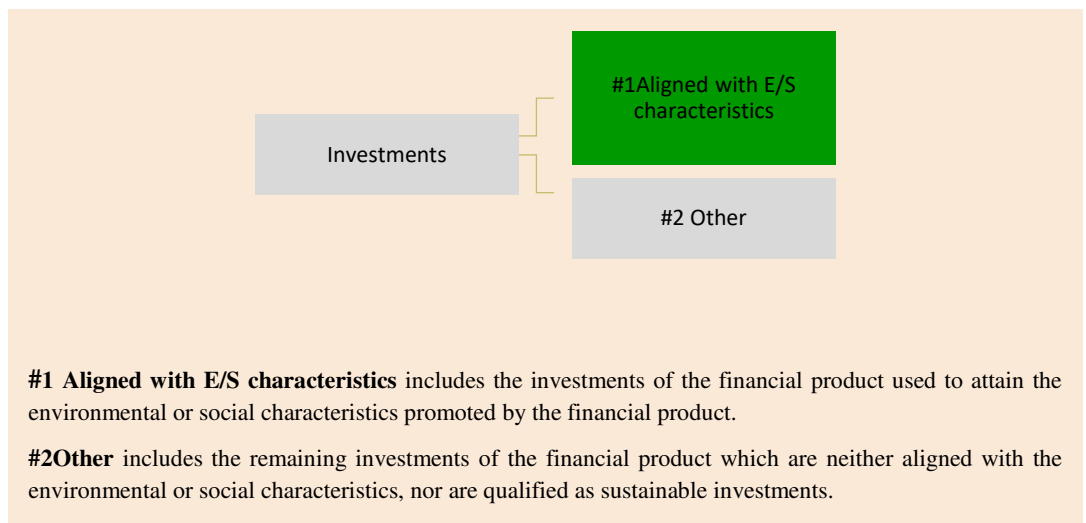 #1Aligned with E/S
characteristics
Investments
#2 Other
#1 Aligned with E/S characteristics includes the investments of the financial product used to attain the
environmental or social characteristics promoted by the financial product.
#2Other includes the remaining investments of the financial product which are neither aligned with the
environmental or social characteristics, nor are qualified as sustainable investments.